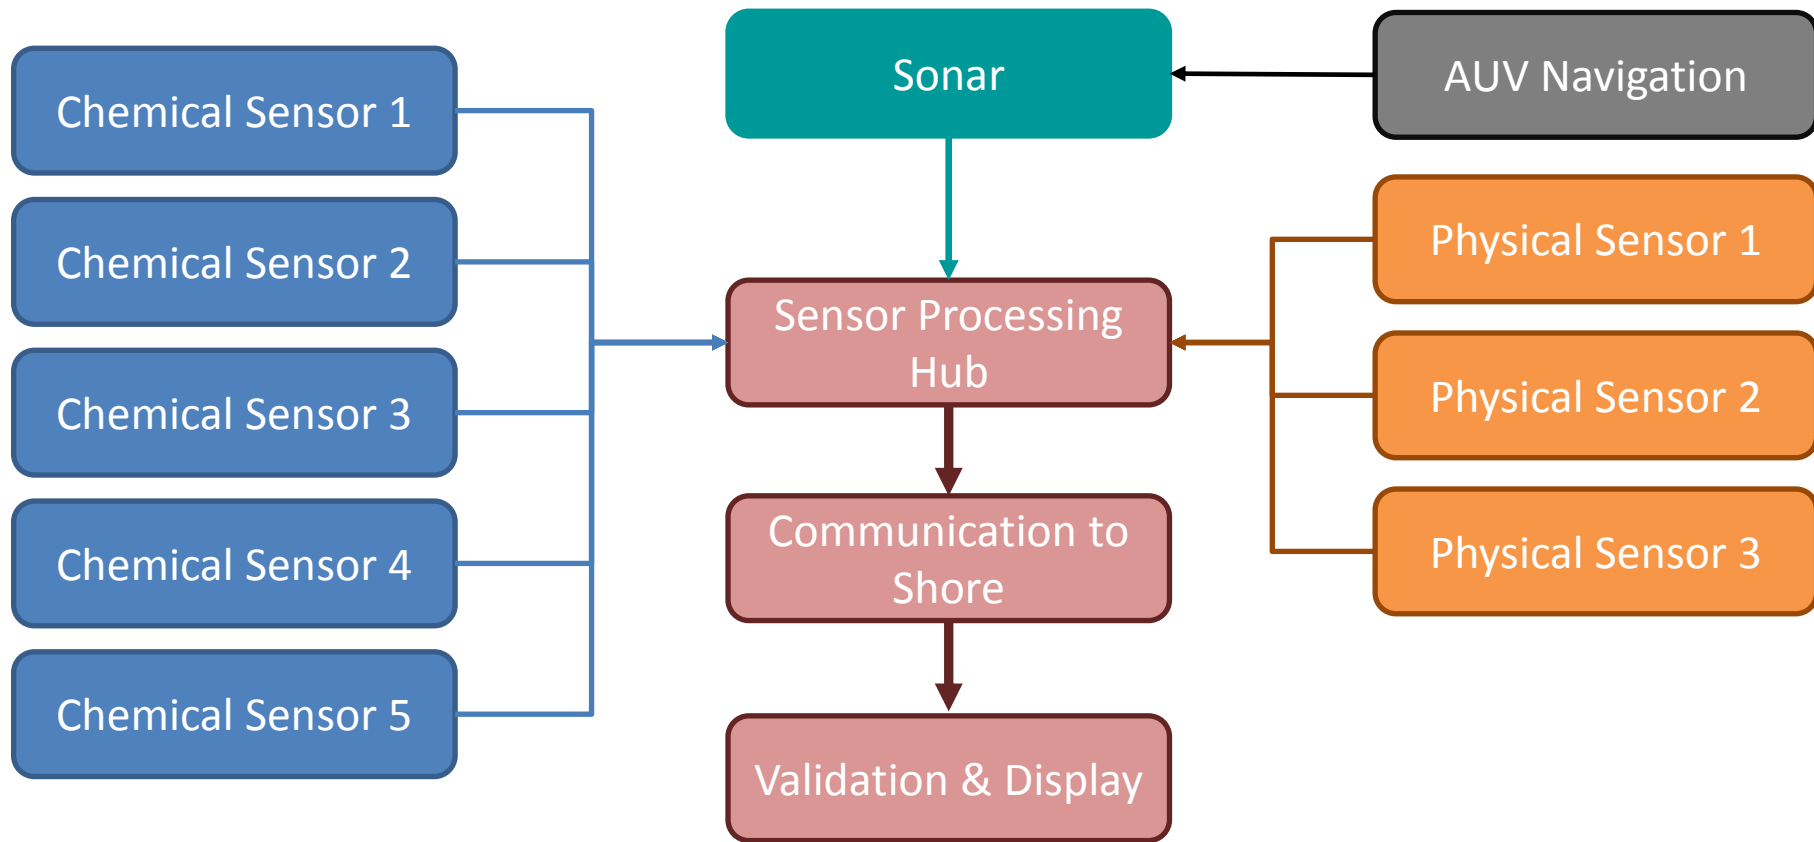 Chemical Sensor 1
Chemical Sensor 2
Chemical Sensor 3
Chemical Sensor 4
Chemical Sensor 5
Sonar
Sensor Processing
Hub
Communication to
Shore
Validation & Display
AUV Navigation
Physical Sensor 1
Physical Sensor 2
Physical Sensor 3